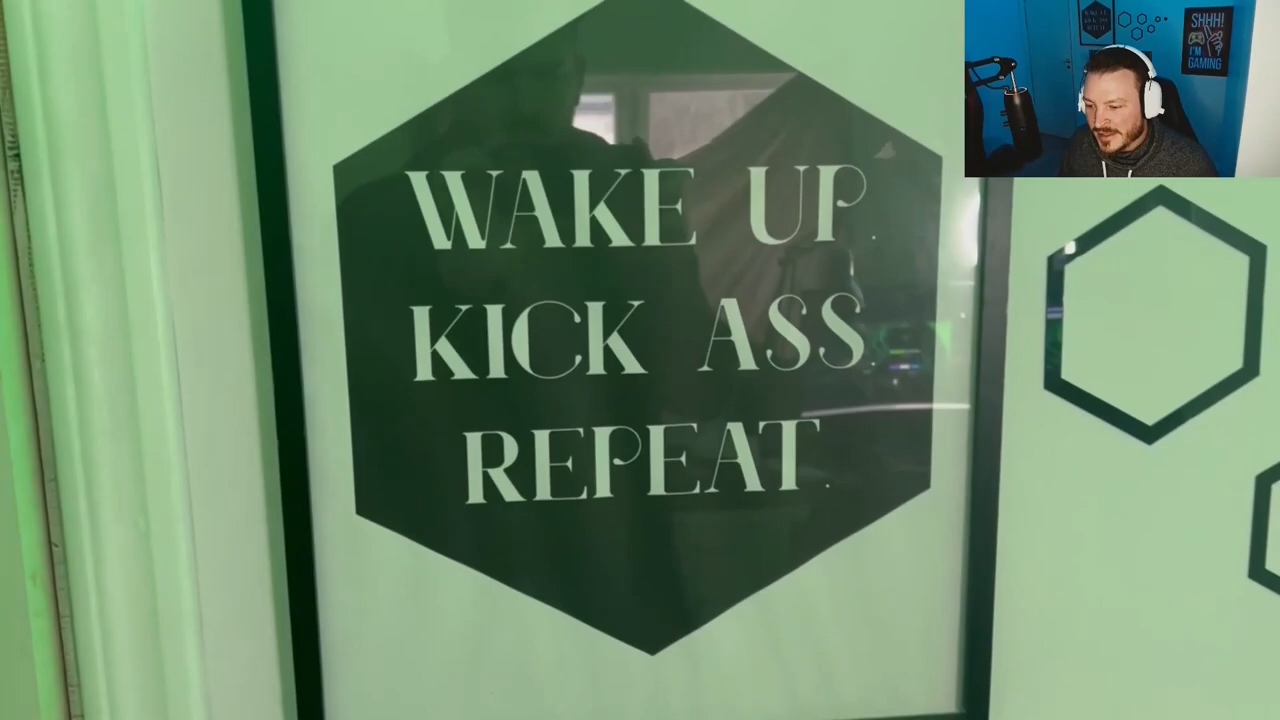 WAKE UP.
KICK ASS.
REPEAT.
SHHH!
I'M
GAMING